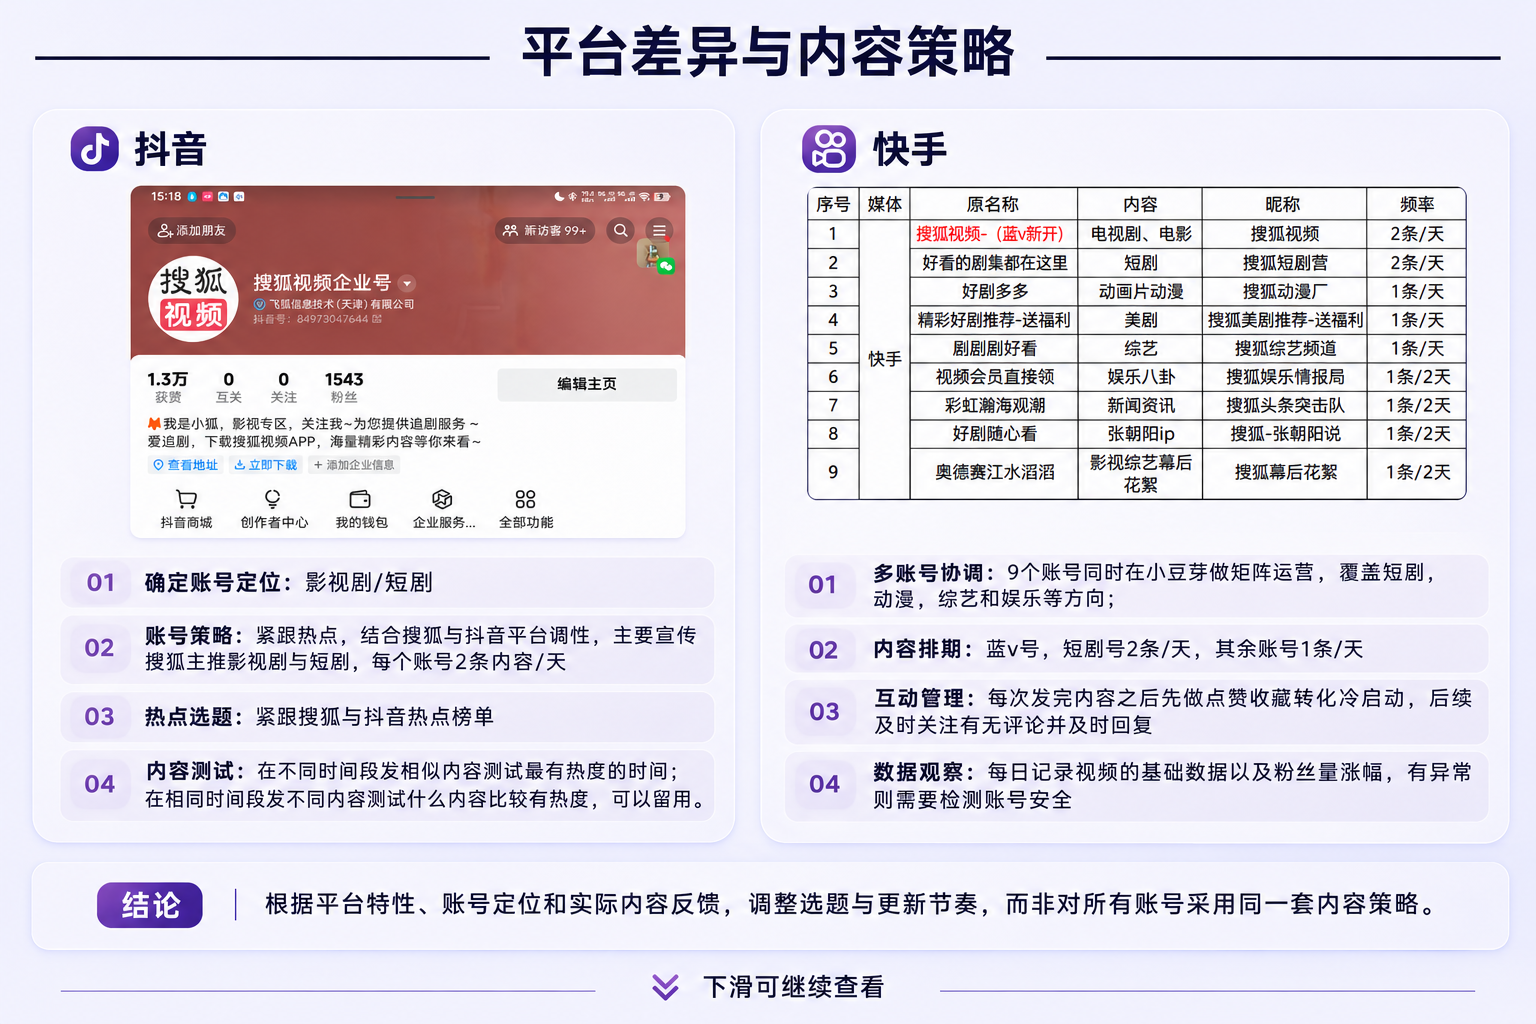 平台差异与内容策略
抖音
15:18
添加朋友
新访客 99+
搜狐视频
搜狐视频企业号
飞狐信息技术(天津)有限公司
抖音号：84973047644
1.3万 0 0 1543
获赞 互关 关注 粉丝
编辑主页
我是小狐，影视专区，关注我~为您提供追剧服务 ~
爱追剧，下载搜狐视频APP，海量精彩内容等你来看~
查看地址 立即下载 + 添加企业信息
抖音商城 创作者中心 我的钱包 企业服务... 全部功能
01 确定账号定位：影视剧/短剧
02 账号策略：紧跟热点，结合搜狐与抖音平台调性，主要宣传
搜狐主推影视剧与短剧，每个账号2条内容/天
03 热点选题：紧跟搜狐与抖音热点榜单
04 内容测试：在不同时间段发相似内容测试最有热度的时间；
在相同时间段发不同内容测试什么内容比较有热度，可以留用。
快手
序号 媒体 原名称 内容 昵称 频率
1 搜狐视频-（蓝v新开） 电视剧、电影 搜狐视频 2条/天
2 好看的剧集都在这里 短剧 搜狐短剧营 2条/天
3 好剧多多 动画片动漫 搜狐动漫厂 1条/天
4 精彩好剧推荐-送福利 美剧 搜狐美剧推荐-送福利 1条/天
5 快手 剧剧剧好看 综艺 搜狐综艺频道 1条/天
6 视频会员直接领 娱乐八卦 搜狐娱乐情报局 1条/2天
7 彩虹瀚海观潮 新闻资讯 搜狐头条突击队 1条/2天
8 好剧随心看 张朝阳ip 搜狐-张朝阳说 1条/2天
9 奥德赛江水滔滔 影视综艺幕后花絮 搜狐幕后花絮 1条/2天
01 多账号协调：9个账号同时在小豆芽做矩阵运营，覆盖短剧，
动漫，综艺和娱乐等方向；
02 内容排期：蓝v号，短剧号2条/天，其余账号1条/天
03 互动管理：每次发完内容之后先做点赞收藏转化冷启动，后续
及时关注有无评论并及时回复
04 数据观察：每日记录视频的基础数据以及粉丝量涨幅，有异常
则需要检测账号安全
结论 根据平台特性、账号定位和实际内容反馈，调整选题与更新节奏，而非对所有账号采用同一套内容策略。
下滑可继续查看